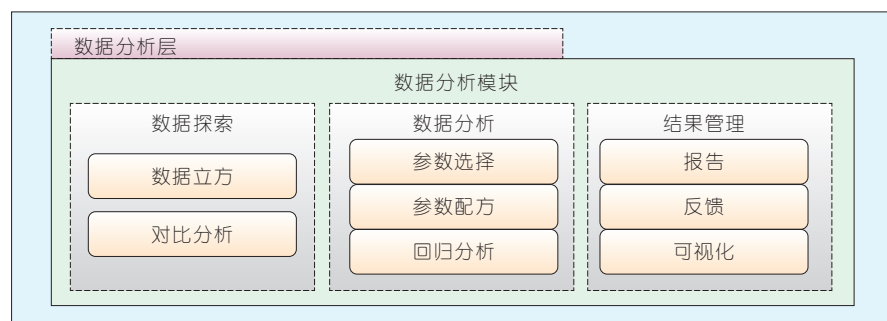 数据分析层
数据分析模块
数据探索
数据立方
对比分析
数据分析
参数选择
参数配方
回归分析
结果管理
报告
反馈
可视化